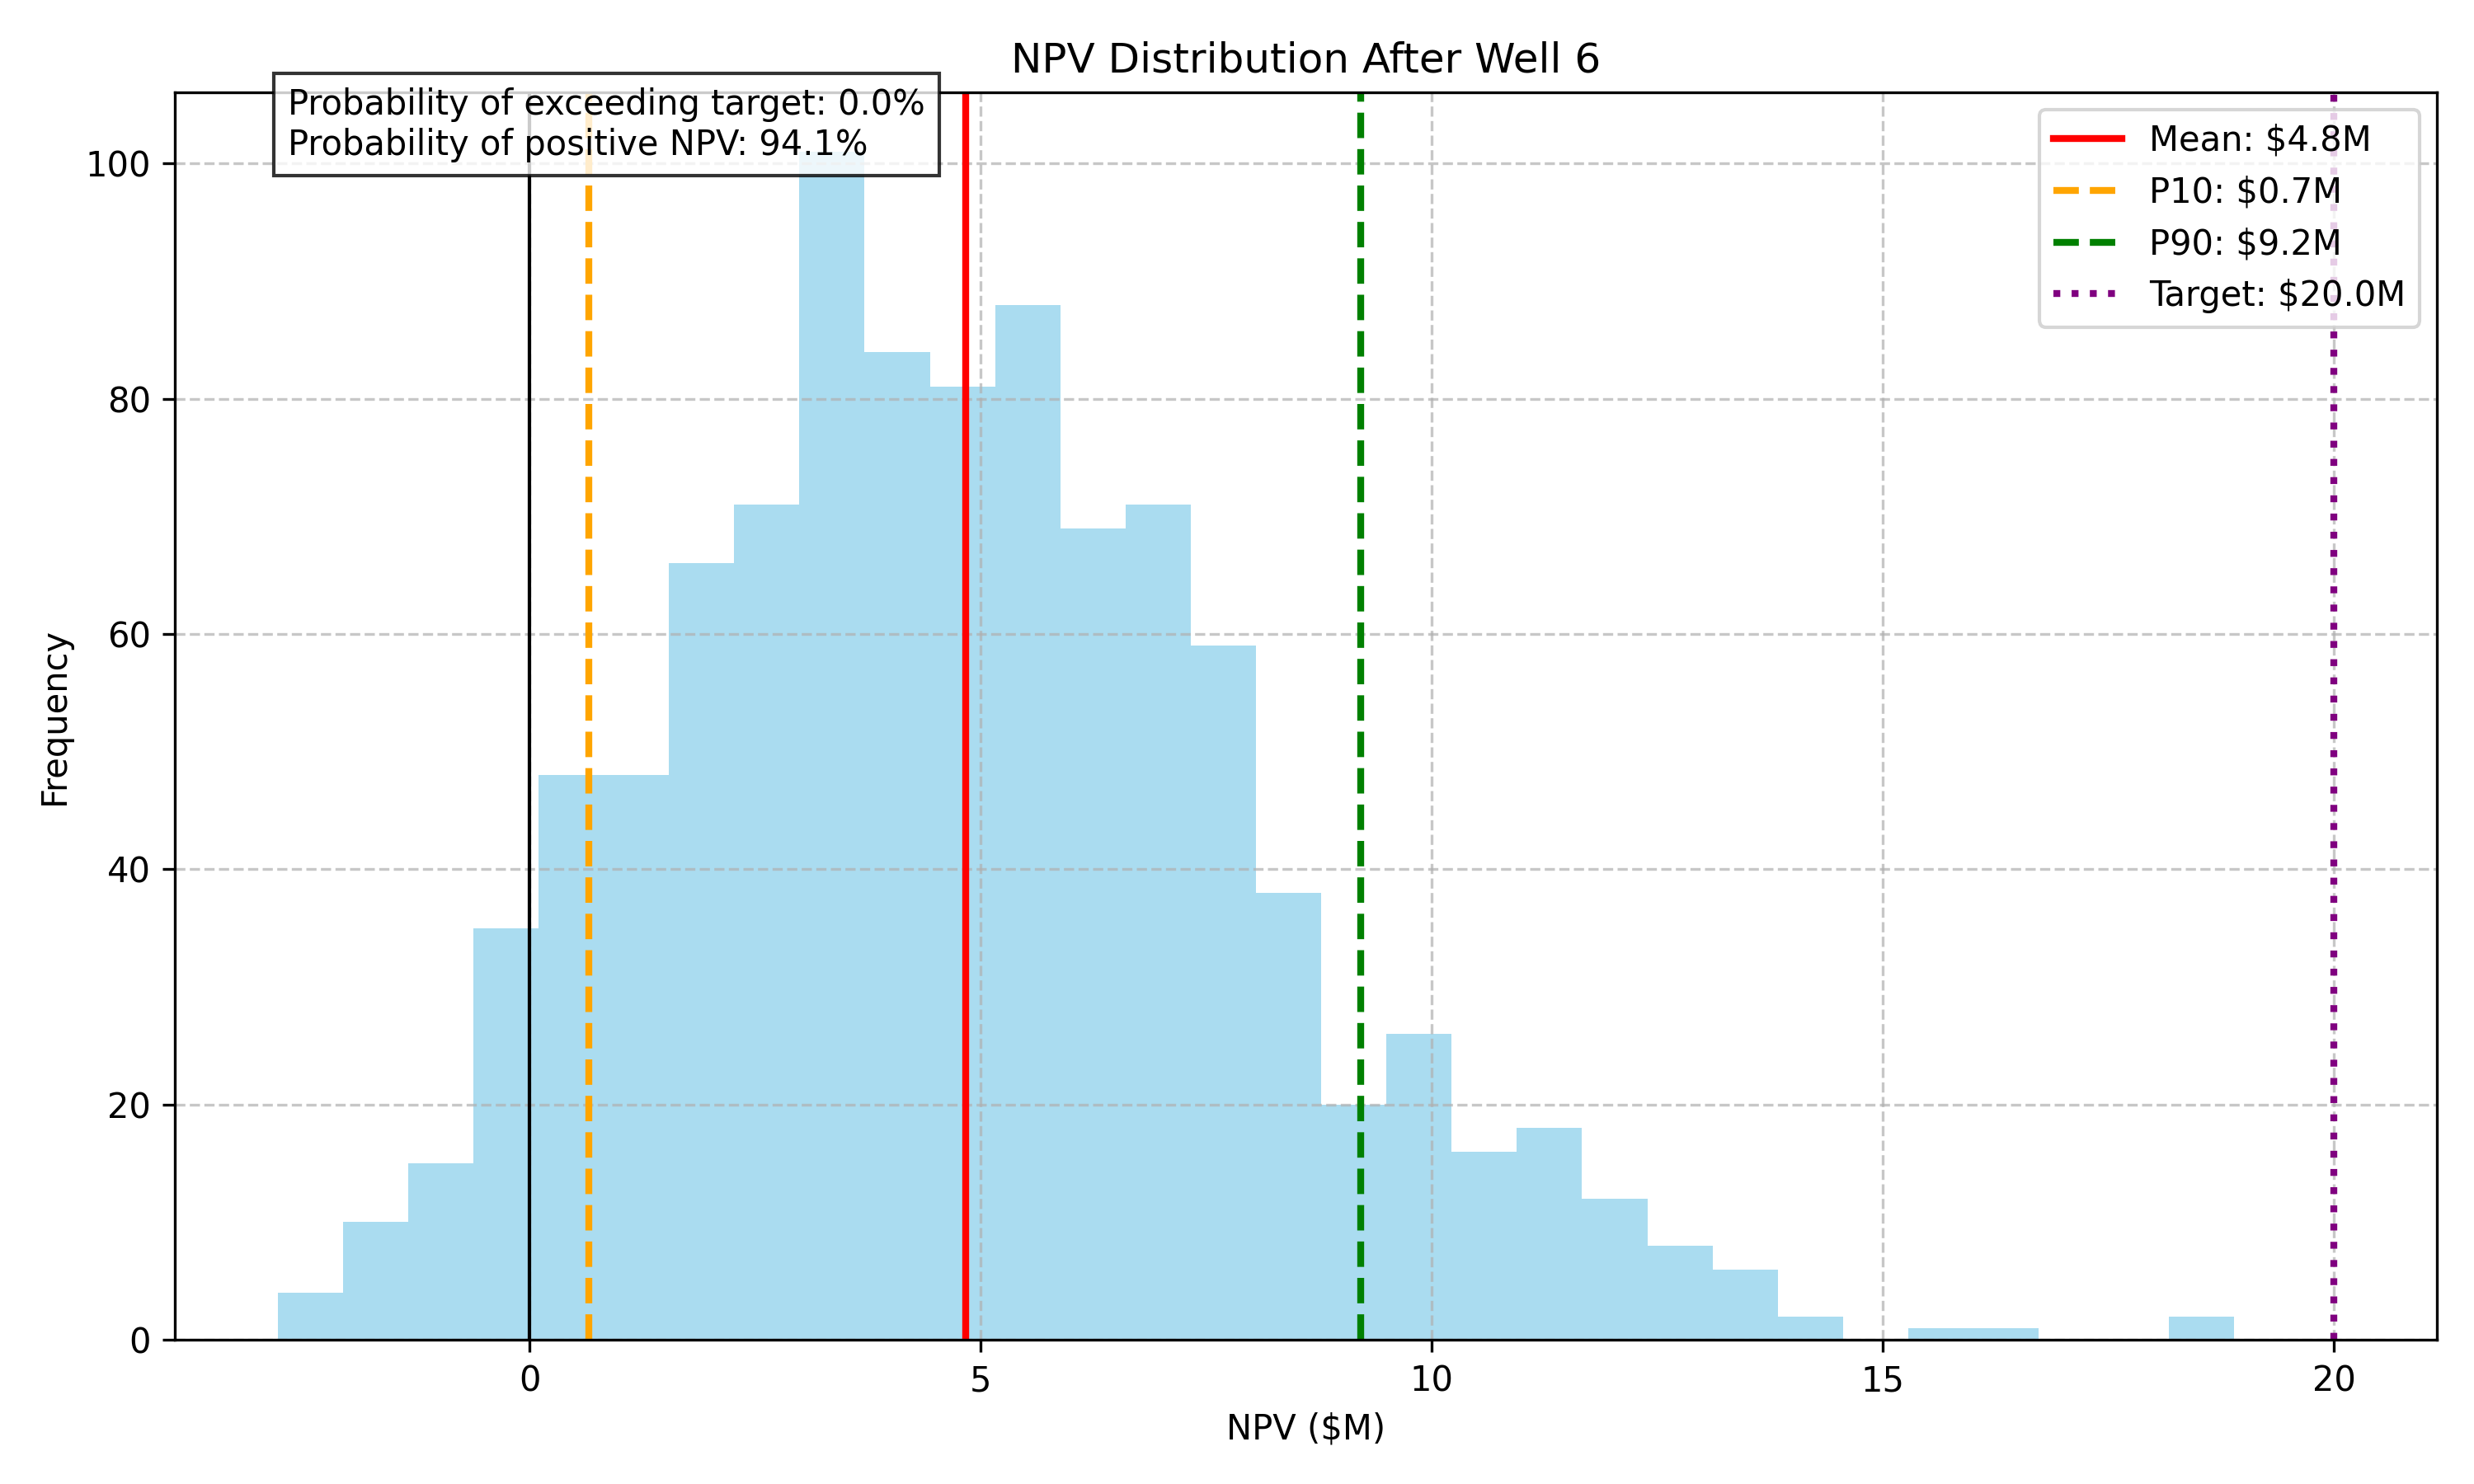 NPV Distribution After Well 6
Probability of exceeding target: 0.0%
Probability of positive NPV: 94.1%
Mean: $4.8M
P10: $0.7M
P90: $9.2M
Target: $20.0M
Frequency
100
80
60
40
20
0
0 5 10 15 20
NPV ($M)